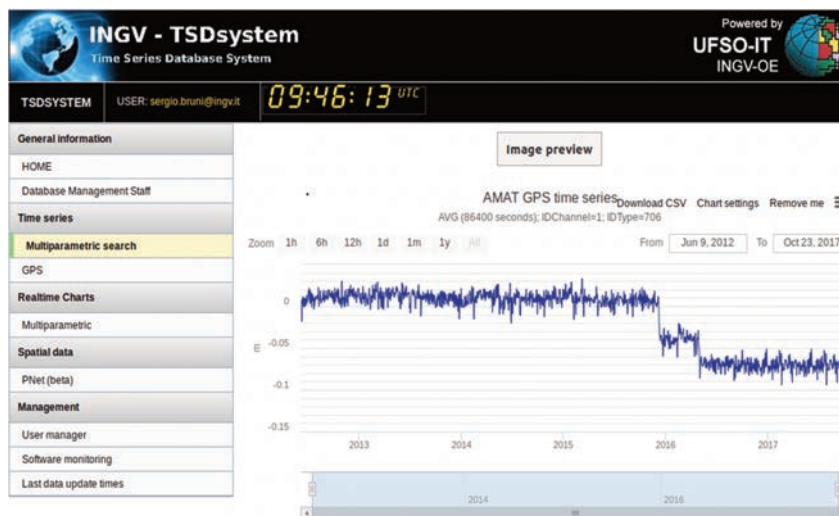 INGV - TSDsystem
Time Series Database System
Powered by
UFSO-IT
INGV-OE
TSDSYSTEM
USER: sergio.bruni@ingv.it
09:46:13 UTC
General information
HOME
Database Management Staff
Time series
Multiparametric search
GPS
Realtime Charts
Multiparametric
Spatial data
PNet (beta)
Management
User manager
Software monitoring
Last data update times
Image preview
AMAT GPS time series
Download CSV Chart settings Remove me
AVG (86400 seconds); IDChannel=1; IDType=706
Zoom 1h 6h 12h 1d 1m 1y All
From Jun 9, 2012 To Oct 23, 2017
0
-0.05
-0.1
-0.15
m
2013 2014 2015 2016 2017
2014 2016